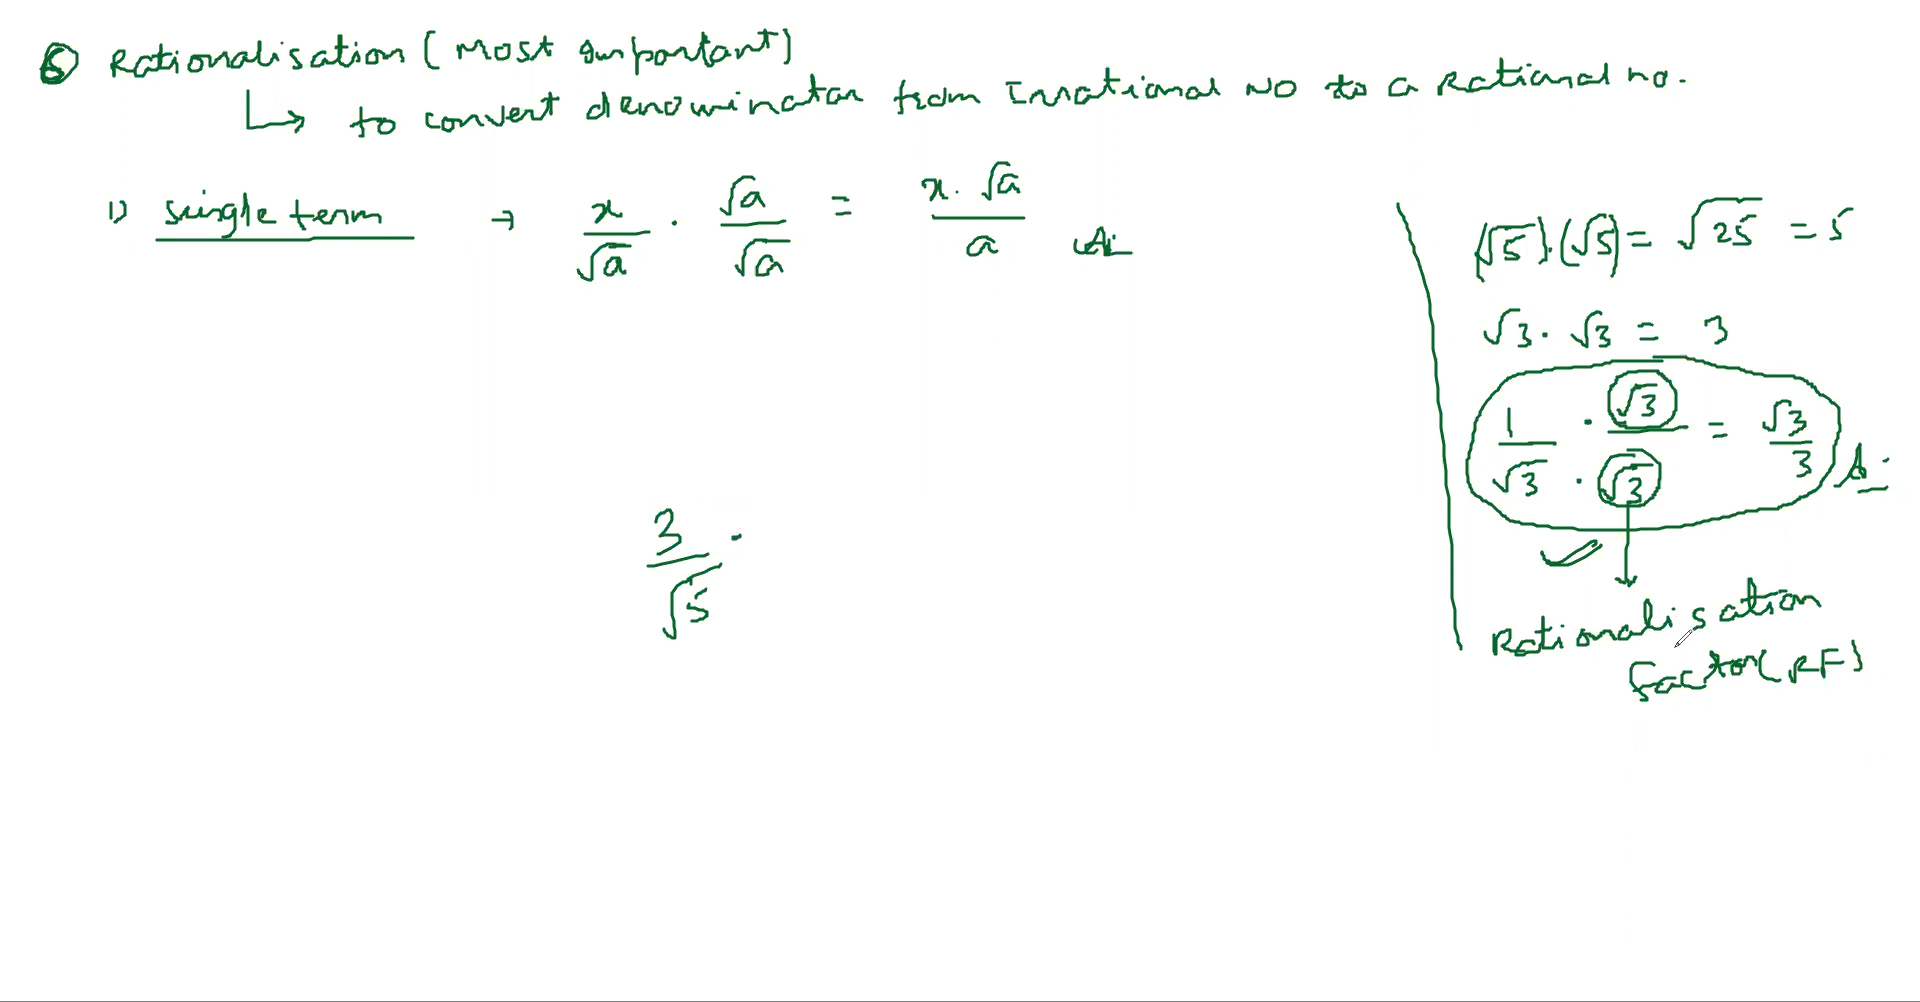 6 Rationalisation (Most Important)
↳ to convert denominator from Irrational No to a Rational no.
1) single term → x/√a . √a/√a = x.√a/a
(√5).(√5) = √25 = 5
√3 . √3 = 3
1/√3 . √3/√3 = √3/3
3/√5 .
Rationalisation
Factor (RF)